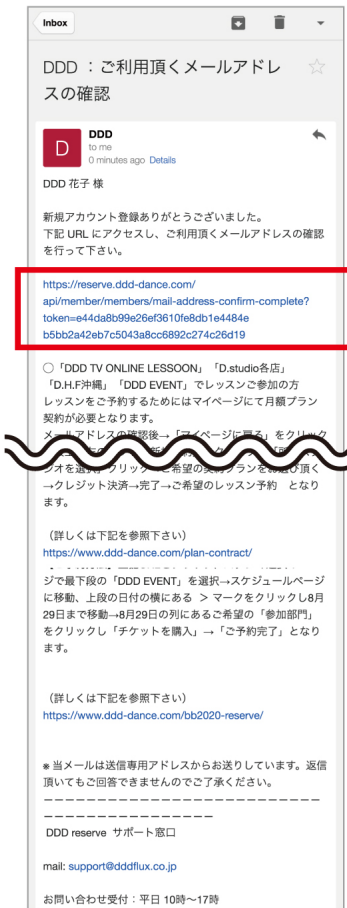 Inbox
DDD ：ご利用頂くメールアドレ
スの確認
D
DDD
to me
0 minutes ago Details
DDD 花子 様
新規アカウント登録ありがとうございました。
下記 URL にアクセスし、ご利用頂くメールアドレスの確認
を行って下さい。
https://reserve.ddd-dance.com/
api/member/members/mail-address-confirm-complete?
token=e44da8b99e26ef3610fe8db1e4484e
b5bb2a42eb7c5043a8cc6892c274c26d19
○「DDD TV ONLINE LESSOON」「D.studio各店」
「D.H.F沖縄」「DDD EVENT」でレッスンご参加の方
レッスンをご予約するためにはマイページにて月額プラン
契約が必要となります。
メールアドレスの確認後→「マイページに戻る」をクリック
→クレジット決済→完了→ご希望のレッスン予約　となり
ます。
（詳しくは下記を参照下さい）
https://www.ddd-dance.com/plan-contract/
ジで最下段の「DDD EVENT」を選択→スケジュールページ
に移動、上段の日付の横にある ＞ マークをクリックし8月
29日まで移動→8月29日の列にあるご希望の「参加部門」
をクリックし「チケットを購入」→「ご予約完了」となり
ます。
（詳しくは下記を参照下さい）
https://www.ddd-dance.com/bb2020-reserve/
※ 当メールは送信専用アドレスからお送りしています。返信
頂いてもご回答できませんのでご了承ください。
ーーーーーーーーーーーーーーーーーーーーーーーーーー
ーーーーーーーーーーーーーーーー
DDD reserve サポート窓口
mail: support@dddflux.co.jp
お問い合わせ受付：平日 10時〜17時